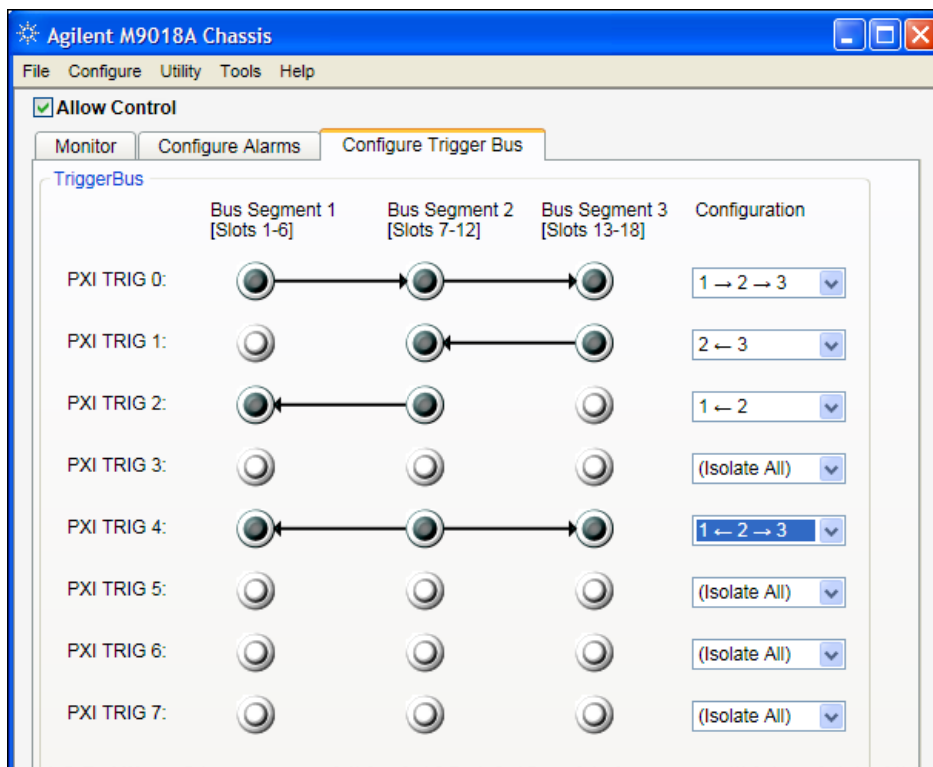 Agilent M9018A Chassis
File Configure Utility Tools Help
Allow Control
Monitor Configure Alarms Configure Trigger Bus
TriggerBus
Bus Segment 1 Bus Segment 2 Bus Segment 3 Configuration
[Slots 1-6] [Slots 7-12] [Slots 13-18]
PXI TRIG 0: 1 → 2 → 3
PXI TRIG 1: 2 ← 3
PXI TRIG 2: 1 ← 2
PXI TRIG 3: (Isolate All)
PXI TRIG 4: 1 ← 2 → 3
PXI TRIG 5: (Isolate All)
PXI TRIG 6: (Isolate All)
PXI TRIG 7: (Isolate All)